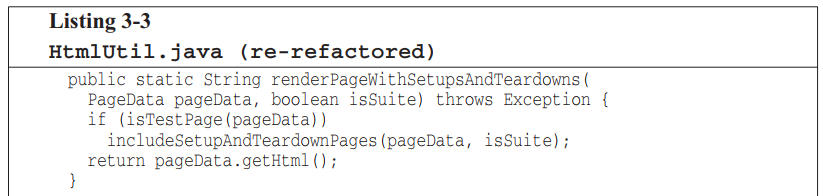 Listing 3-3
HtmlUtil.java (re-refactored)
public static String renderPageWithSetupsAndTeardowns(
PageData pageData, boolean isSuite) throws Exception {
if (isTestPage(pageData))
includeSetupAndTeardownPages(pageData, isSuite);
return pageData.getHtml();
}